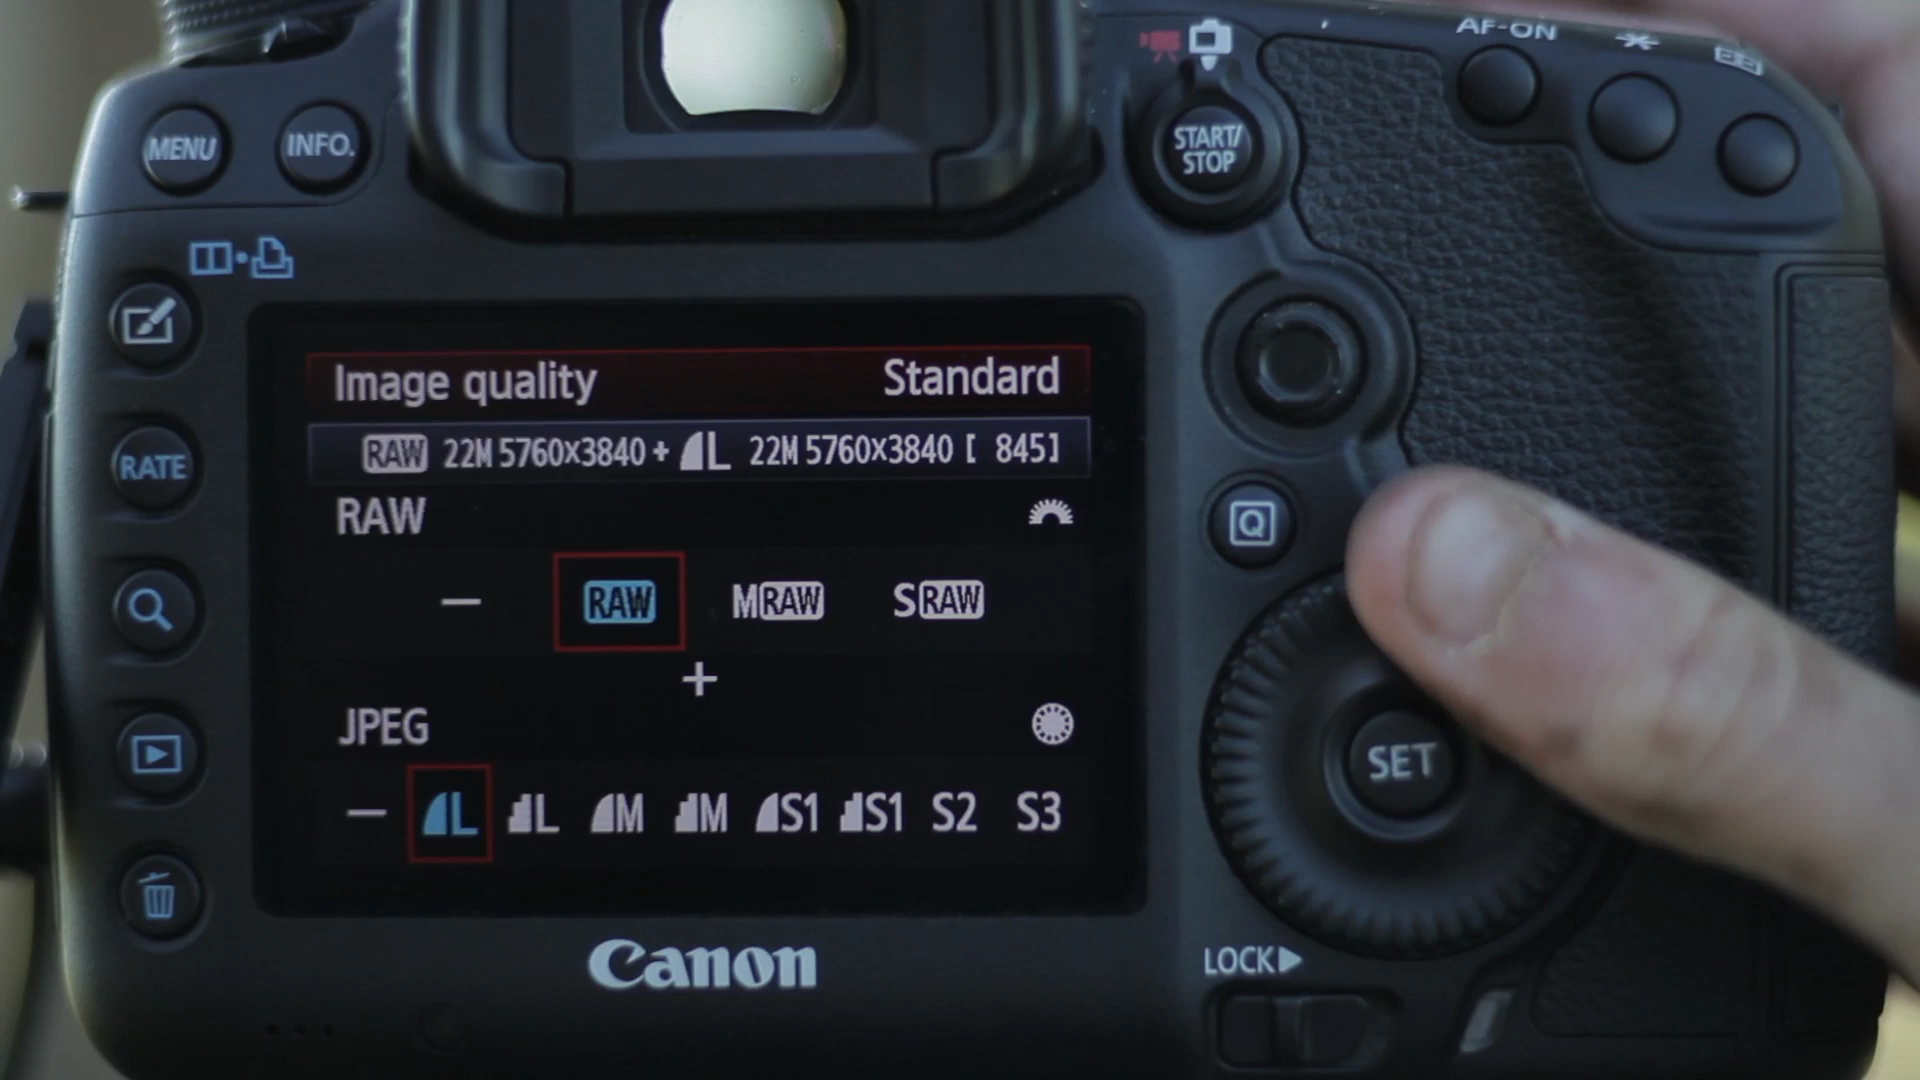 AF-ON
MENU INFO.
START/
STOP
Image quality Standard
RAW 22M 5760x3840 + L 22M 5760x3840 [ 845]
RATE
RAW
Q
RAW MRAW SRAW
+
JPEG
SET
L L M M S1 S1 S2 S3
Canon
LOCK